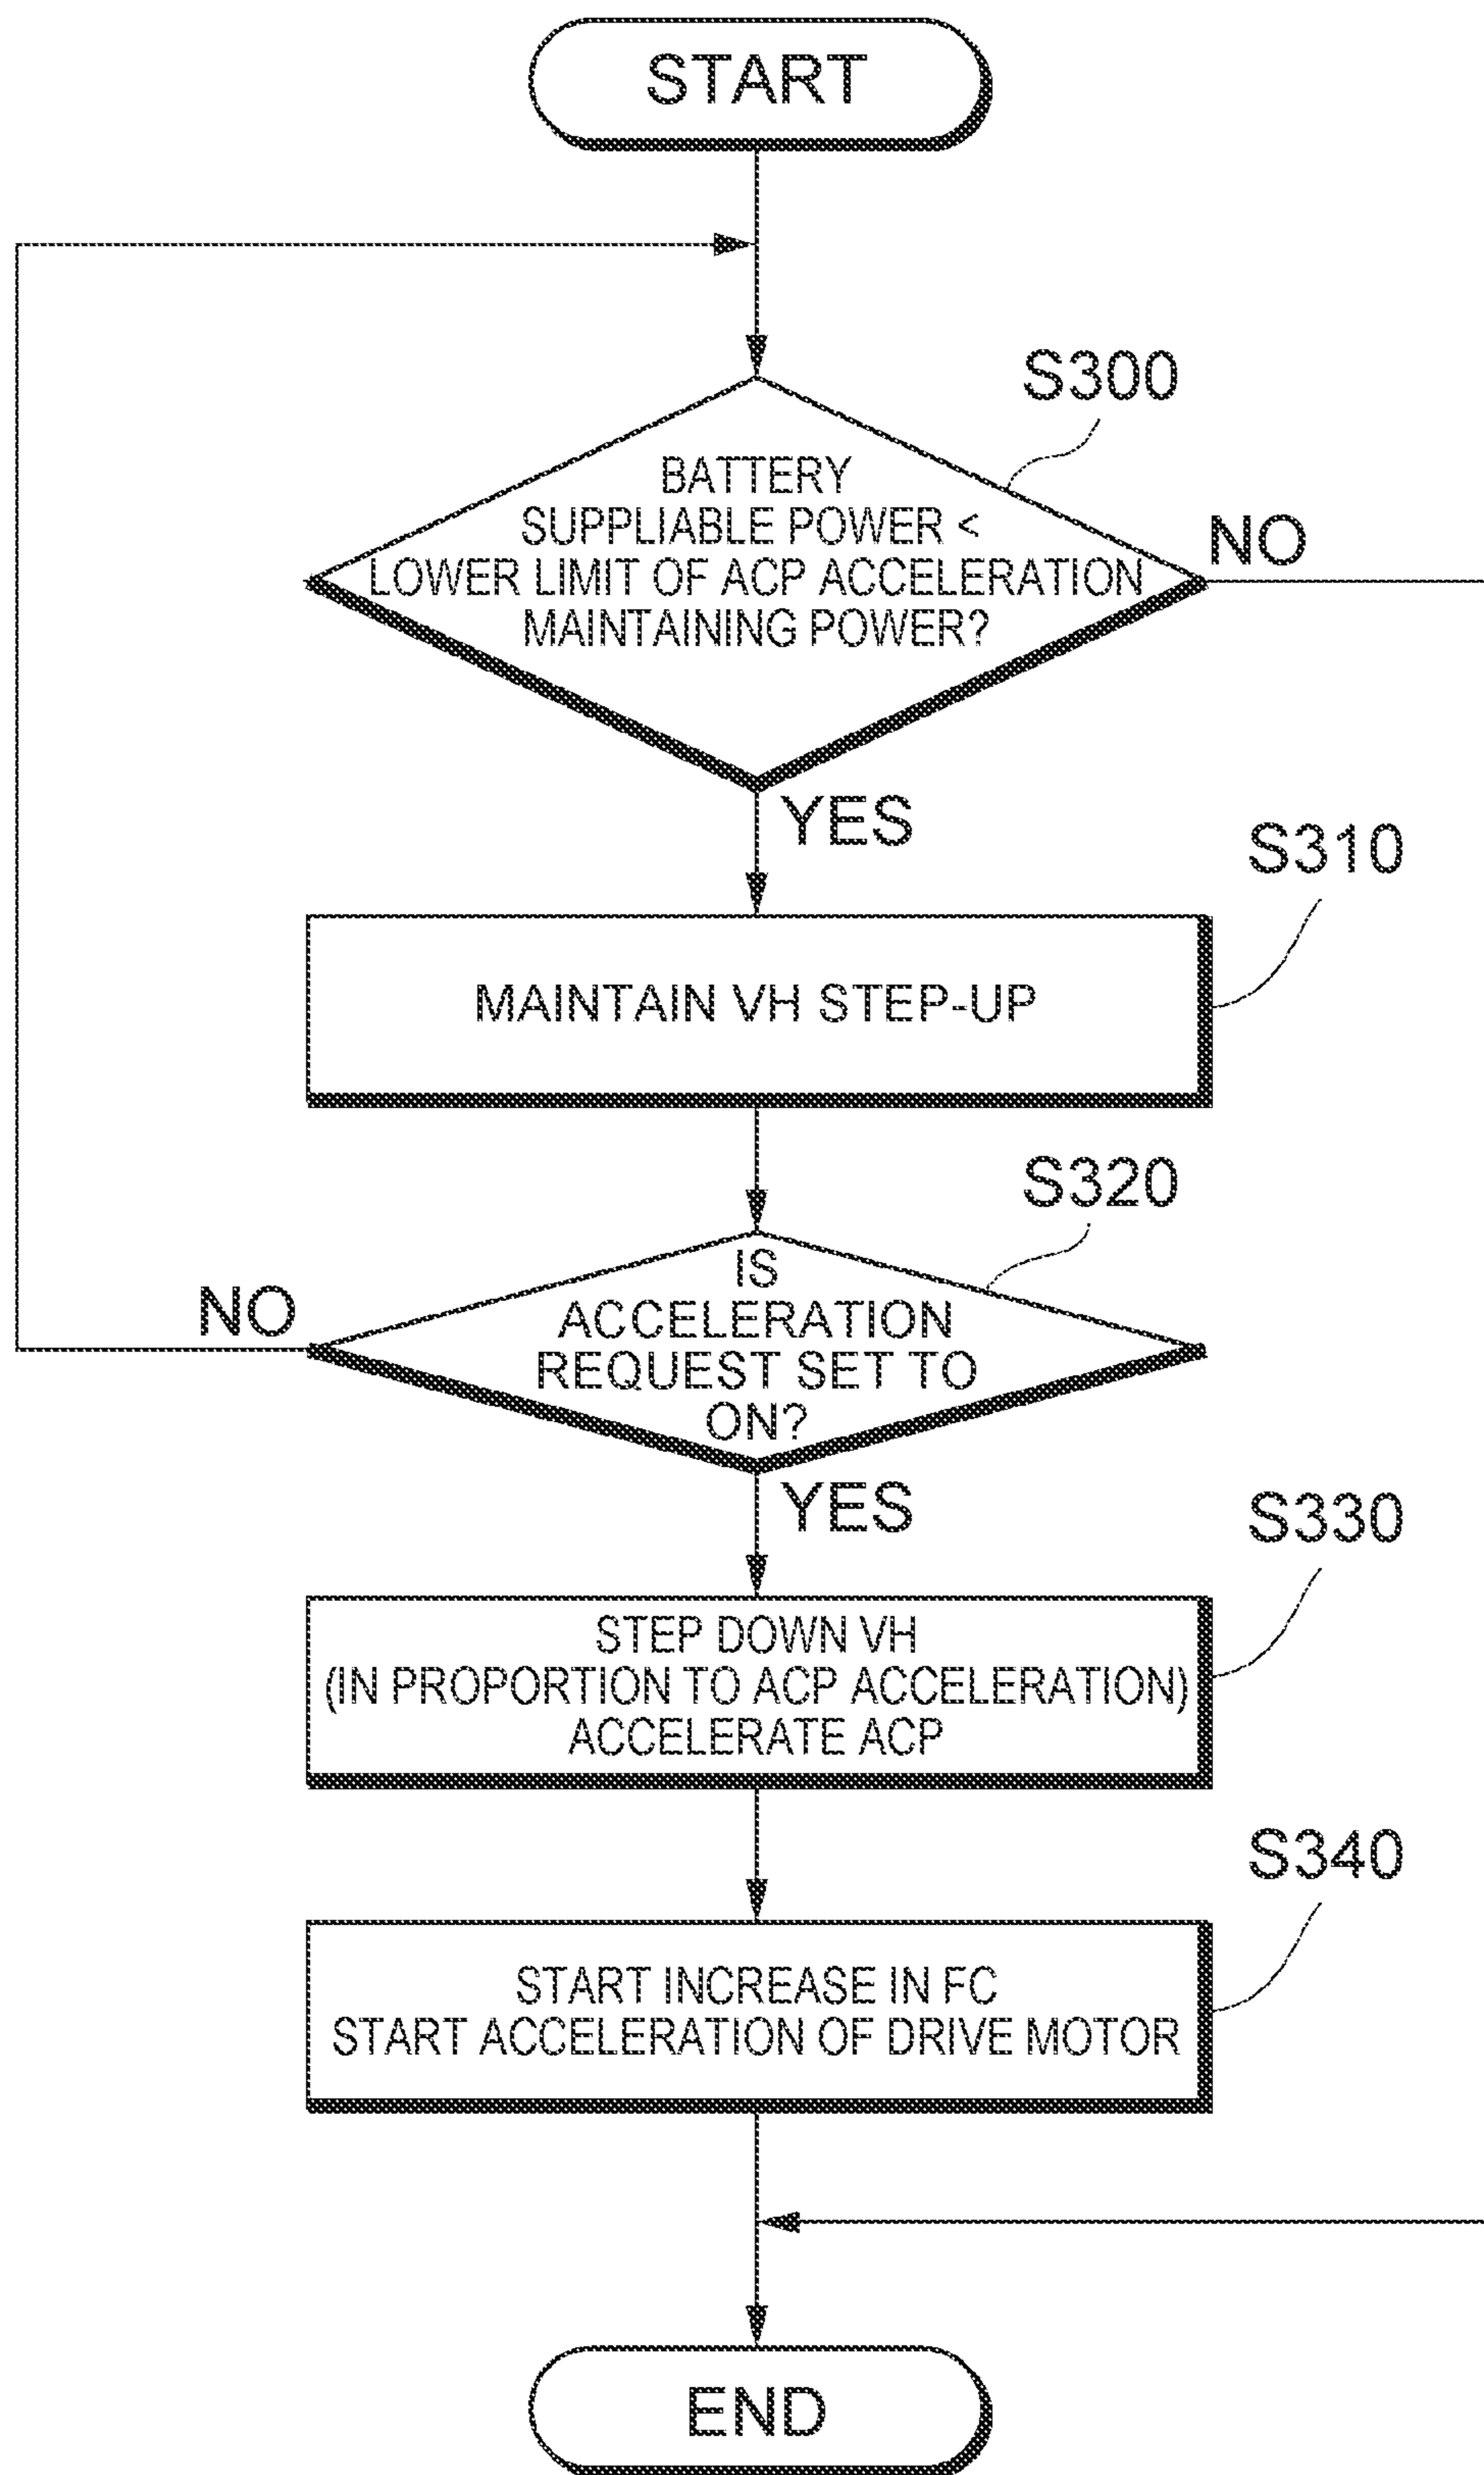 START
S300
BATTERY
SUPPLIABLE POWER <
LOWER LIMIT OF ACP ACCELERATION
MAINTAINING POWER?
NO
YES
S310
MAINTAIN VH STEP-UP
S320
IS
ACCELERATION
REQUEST SET TO
ON?
NO
YES
S330
STEP DOWN VH
(IN PROPORTION TO ACP ACCELERATION)
ACCELERATE ACP
S340
START INCREASE IN FC
START ACCELERATION OF DRIVE MOTOR
END